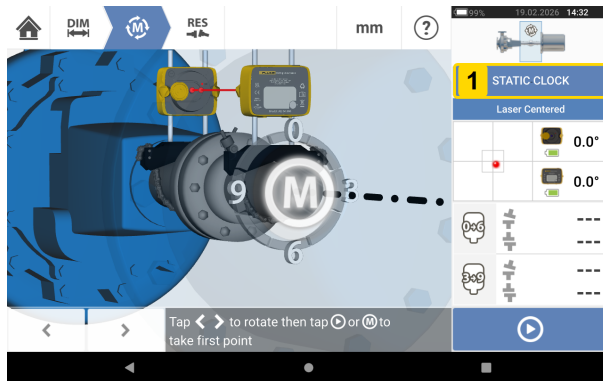 DIM
M
RES
mm
?
99%
19.02.2026 14:32
1 STATIC CLOCK
Laser Centered
0.0°
0.0°
FLUKE
0
9
M
3
6
0+6
---
---
3+9
---
---
Tap < > to rotate then tap or M to
take first point